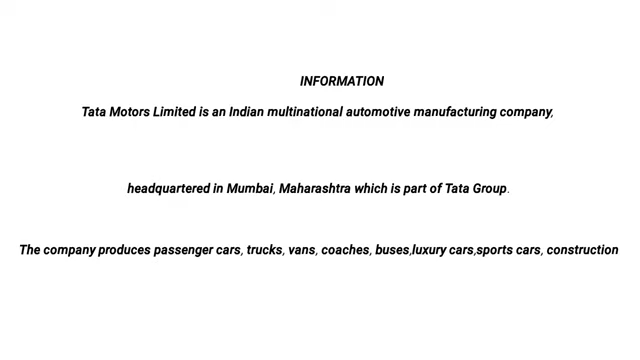 INFORMATION
Tata Motors Limited is an Indian multinational automotive manufacturing company,
headquartered in Mumbai, Maharashtra which is part of Tata Group.
The company produces passenger cars, trucks, vans, coaches, buses,luxury cars,sports cars, construction